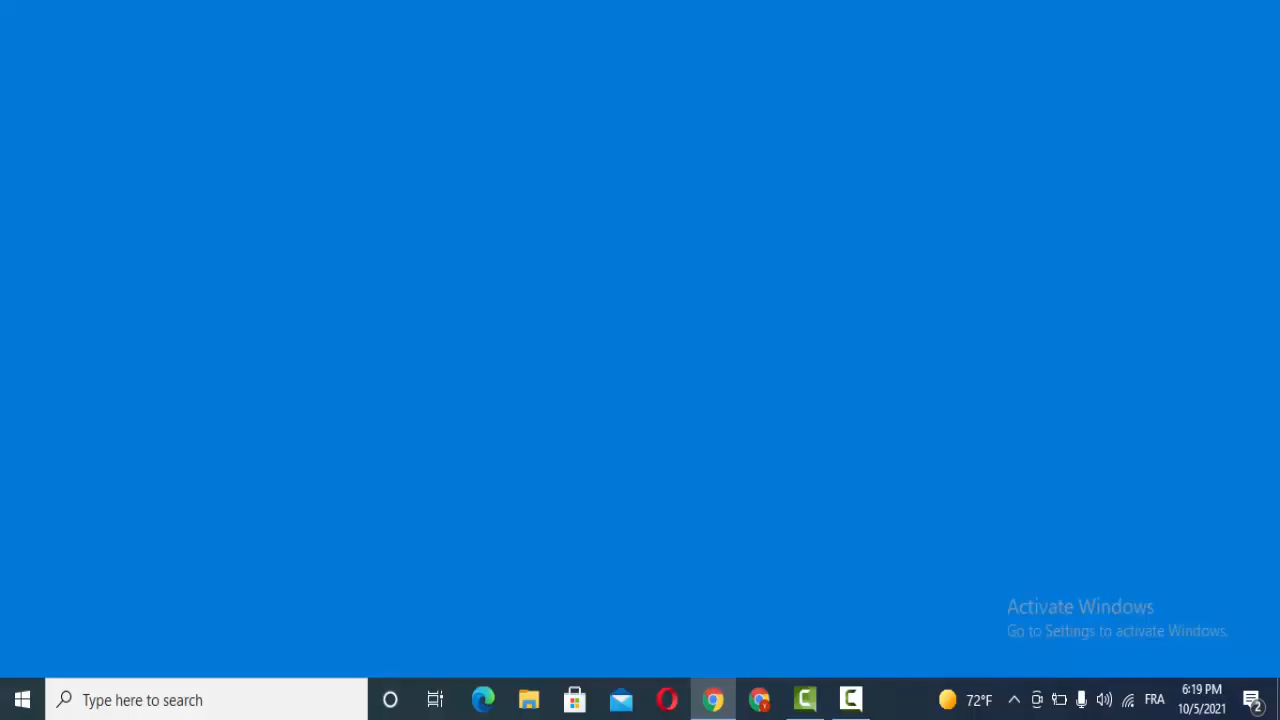 Activate Windows
Go to Settings to activate Windows.
Type here to search
72°F
FRA
6:19 PM
10/5/2021
2